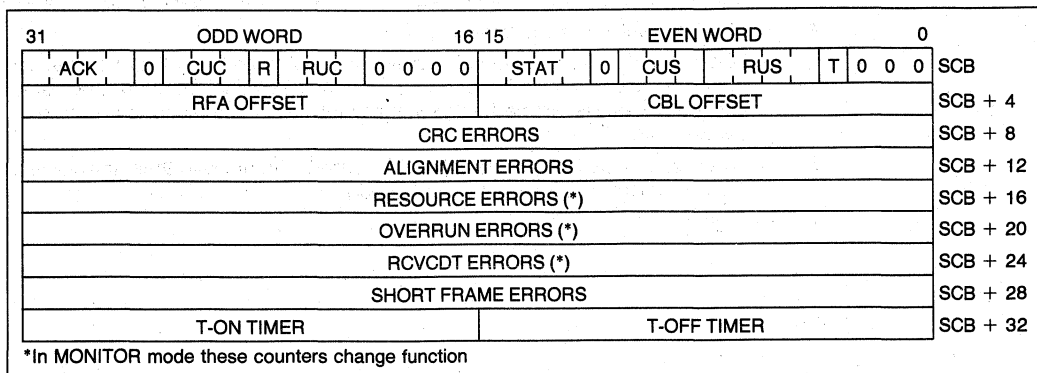 31 ODD WORD 16 15 EVEN WORD 0
ACK 0 CUC R RUC 0 0 0 0 STAT 0 CUS RUS T 0 0 0 SCB
RFA OFFSET CBL OFFSET SCB + 4
CRC ERRORS SCB + 8
ALIGNMENT ERRORS SCB + 12
RESOURCE ERRORS (*) SCB + 16
OVERRUN ERRORS (*) SCB + 20
RCVCDT ERRORS (*) SCB + 24
SHORT FRAME ERRORS SCB + 28
T-ON TIMER T-OFF TIMER SCB + 32
*In MONITOR mode these counters change function